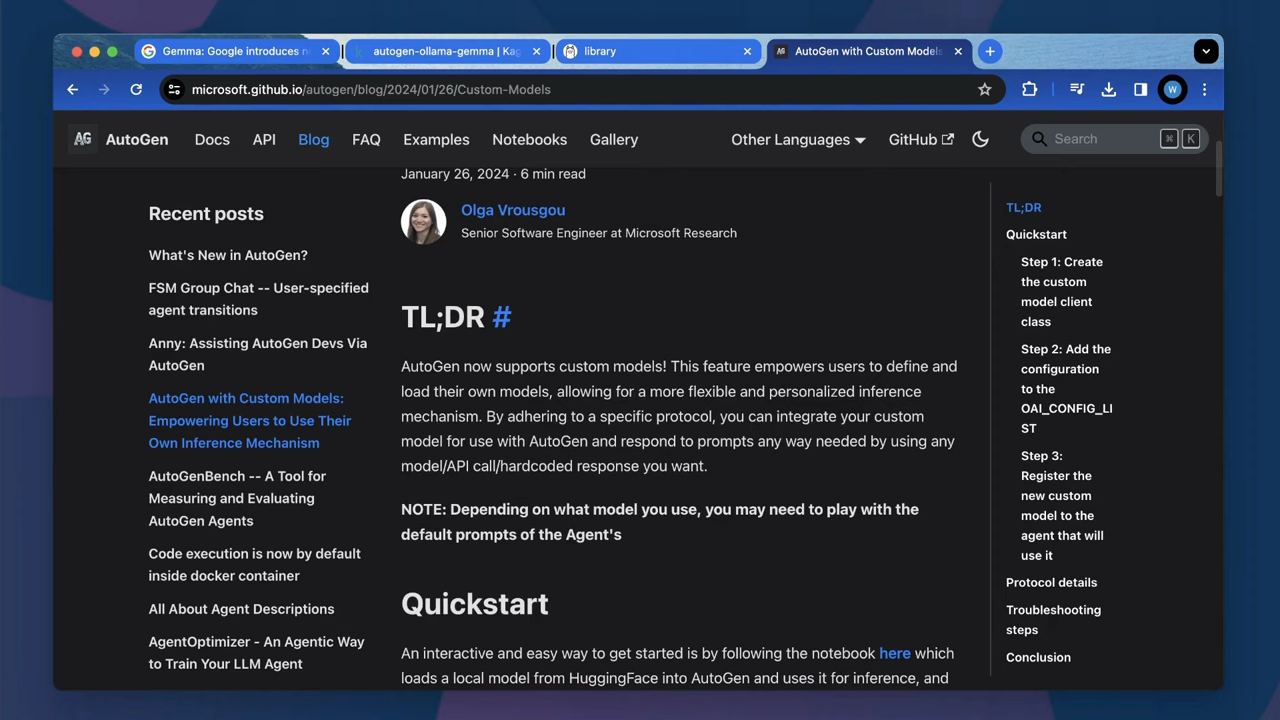 Gemma: Google introduces n
autogen-ollama-gemma | Kag
library
AutoGen with Custom Models:
microsoft.github.io/autogen/blog/2024/01/26/Custom-Models
W
AG
AutoGen
Docs
API
Blog
FAQ
Examples
Notebooks
Gallery
Other Languages
GitHub
Search
⌘
K
Recent posts
What's New in AutoGen?
FSM Group Chat -- User-specified
agent transitions
Anny: Assisting AutoGen Devs Via
AutoGen
AutoGen with Custom Models:
Empowering Users to Use Their
Own Inference Mechanism
AutoGenBench -- A Tool for
Measuring and Evaluating
AutoGen Agents
Code execution is now by default
inside docker container
All About Agent Descriptions
AgentOptimizer - An Agentic Way
to Train Your LLM Agent
January 26, 2024 · 6 min read
Olga Vrousgou
Senior Software Engineer at Microsoft Research
TL;DR #
AutoGen now supports custom models! This feature empowers users to define and
load their own models, allowing for a more flexible and personalized inference
mechanism. By adhering to a specific protocol, you can integrate your custom
model for use with AutoGen and respond to prompts any way needed by using any
model/API call/hardcoded response you want.
NOTE: Depending on what model you use, you may need to play with the
default prompts of the Agent's
Quickstart
An interactive and easy way to get started is by following the notebook here which
loads a local model from HuggingFace into AutoGen and uses it for inference, and
TL;DR
Quickstart
Step 1: Create
the custom
model client
class
Step 2: Add the
configuration
to the
OAI_CONFIG_LI
ST
Step 3:
Register the
new custom
model to the
agent that will
use it
Protocol details
Troubleshooting
steps
Conclusion